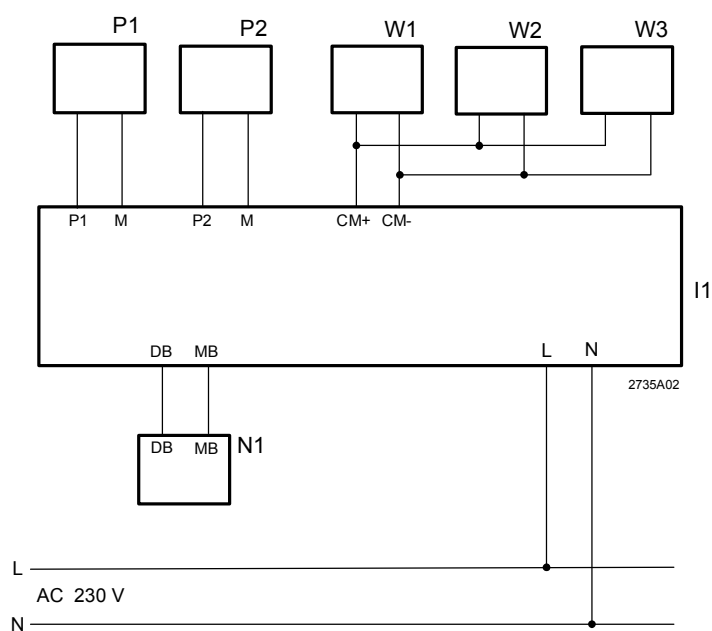 P1 P2 W1 W2 W3
P1 M P2 M CM+ CM-
I1
DB MB L N
2735A02
DB MB N1
L
AC 230 V
N